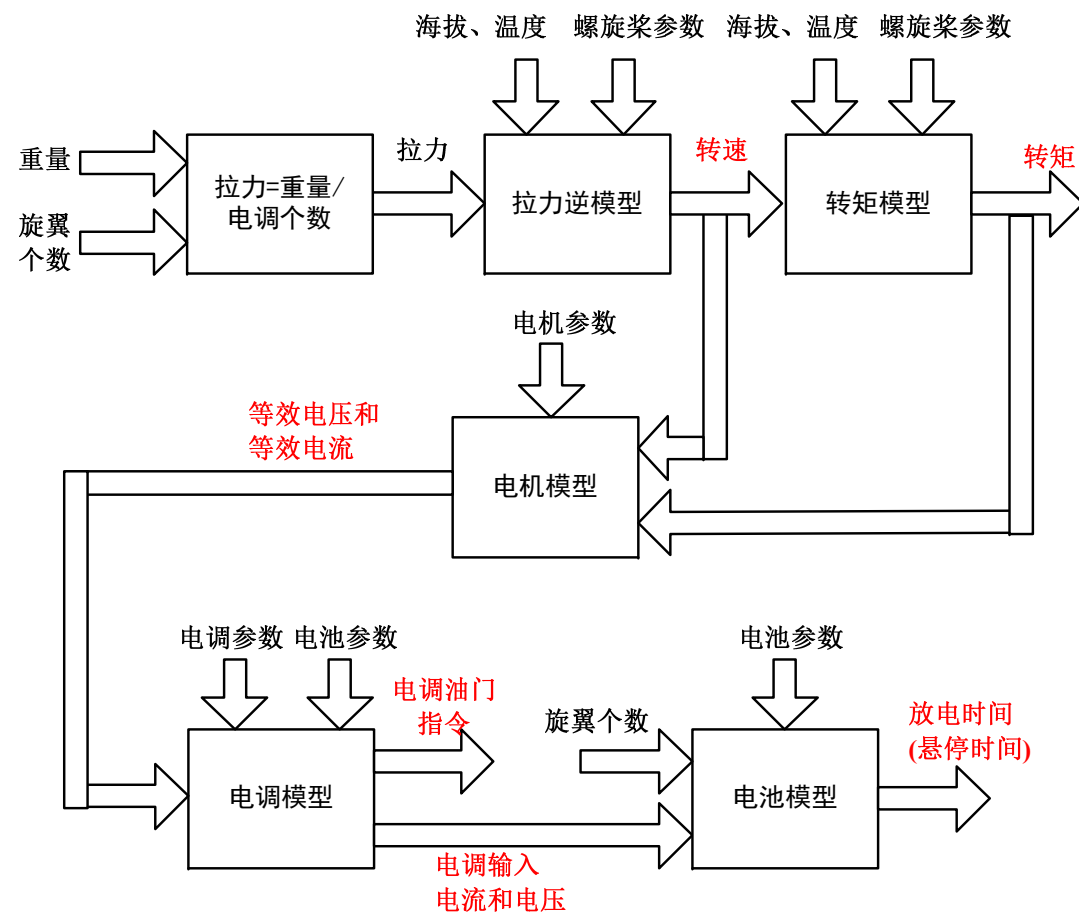 海拔、温度
螺旋桨参数
海拔、温度
螺旋桨参数
重量
旋翼
个数
拉力=重量/
电调个数
拉力
拉力逆模型
转速
转矩模型
转矩
电机参数
等效电压和
等效电流
电机模型
电调参数
电池参数
电调油门
指令
电调模型
旋翼个数
电池参数
电池模型
放电时间
(悬停时间)
电调输入
电流和电压